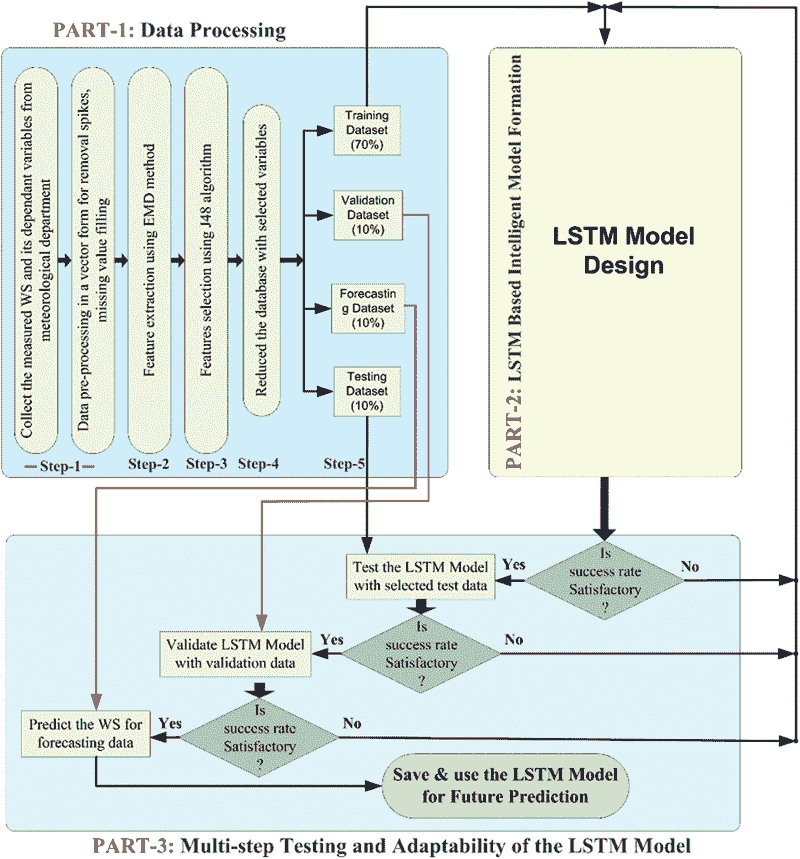 PART-1: Data Processing
Collect the measured WS and its dependant variables from
meteorological department
Data pre-processing in a vector form for removal spikes,
missing value filling
Feature extraction using EMD method
Features selection using J48 algorithm
Reduced the database with selected variables
Training
Dataset
(70%)
Validation
Dataset
(10%)
Forecastin
g Dataset
(10%)
Testing
Dataset
(10%)
Step-1
Step-2
Step-3
Step-4
Step-5
PART-2: LSTM Based Intelligent Model Formation
LSTM Model
Design
Is
success rate
Satisfactory
?
Yes
No
Test the LSTM Model
with selected test data
Is
success rate
Satisfactory
?
Yes
No
Validate LSTM Model
with validation data
Is
success rate
Satisfactory
?
Yes
No
Predict the WS for
forecasting data
Save & use the LSTM Model
for Future Prediction
PART-3: Multi-step Testing and Adaptability of the LSTM Model